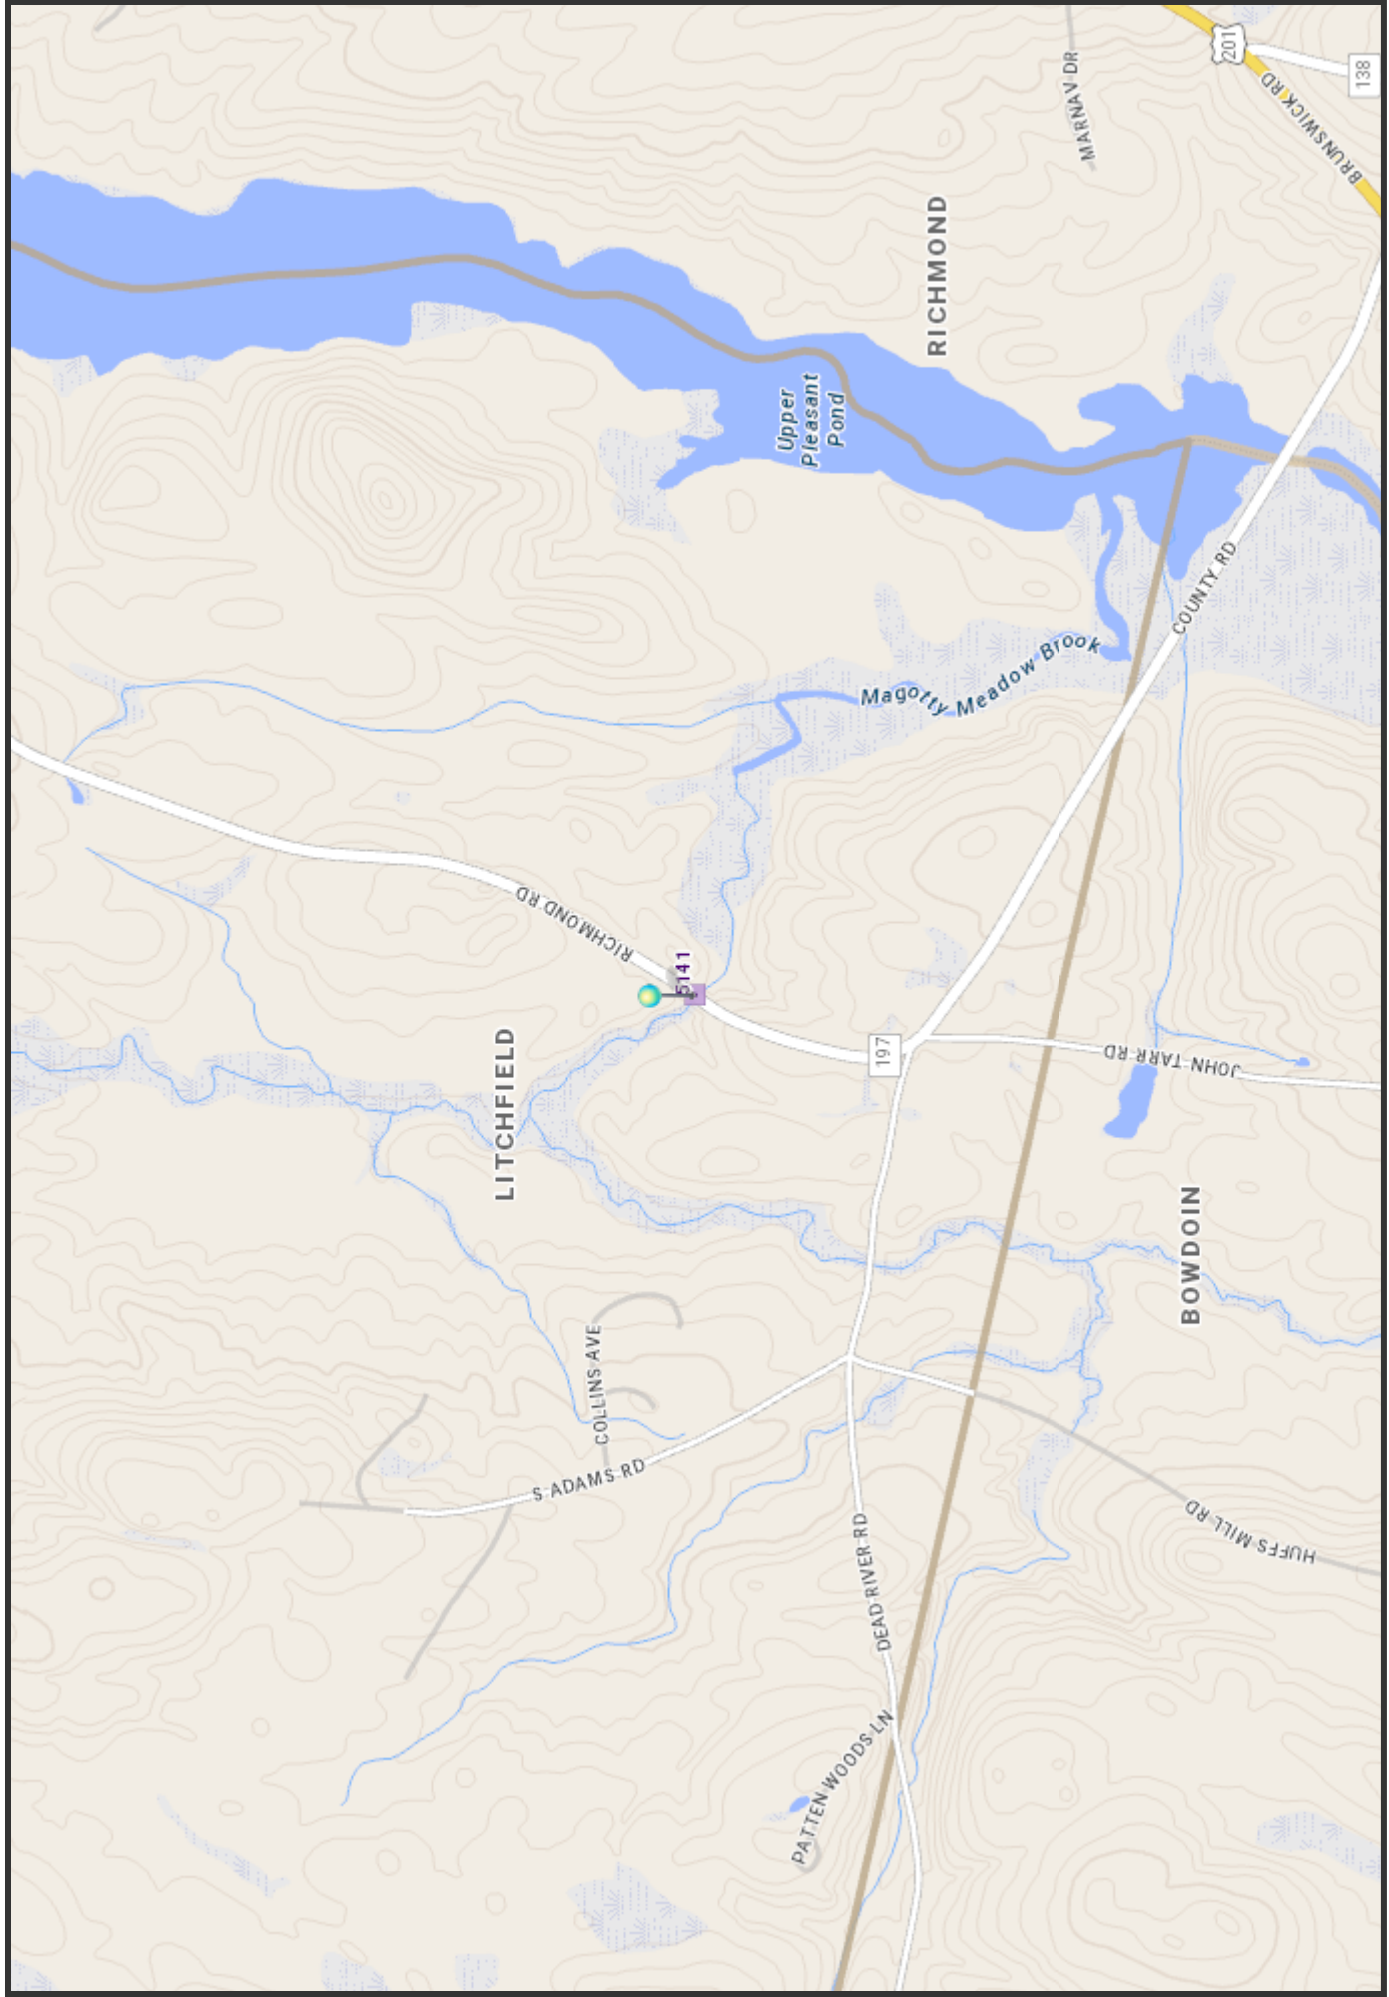 201
138
BRUNSWICK RD
MARNAV DR
RICHMOND
Upper
Pleasant
Pond
COUNTY RD
Magotty Meadow Brook
RICHMOND RD
5141
LITCHFIELD
197
JOHN TARR RD
BOWDOIN
COLLINS AVE
S ADAMS RD
HUFFS MILL RD
DEAD RIVER RD
PATTEN WOODS LN